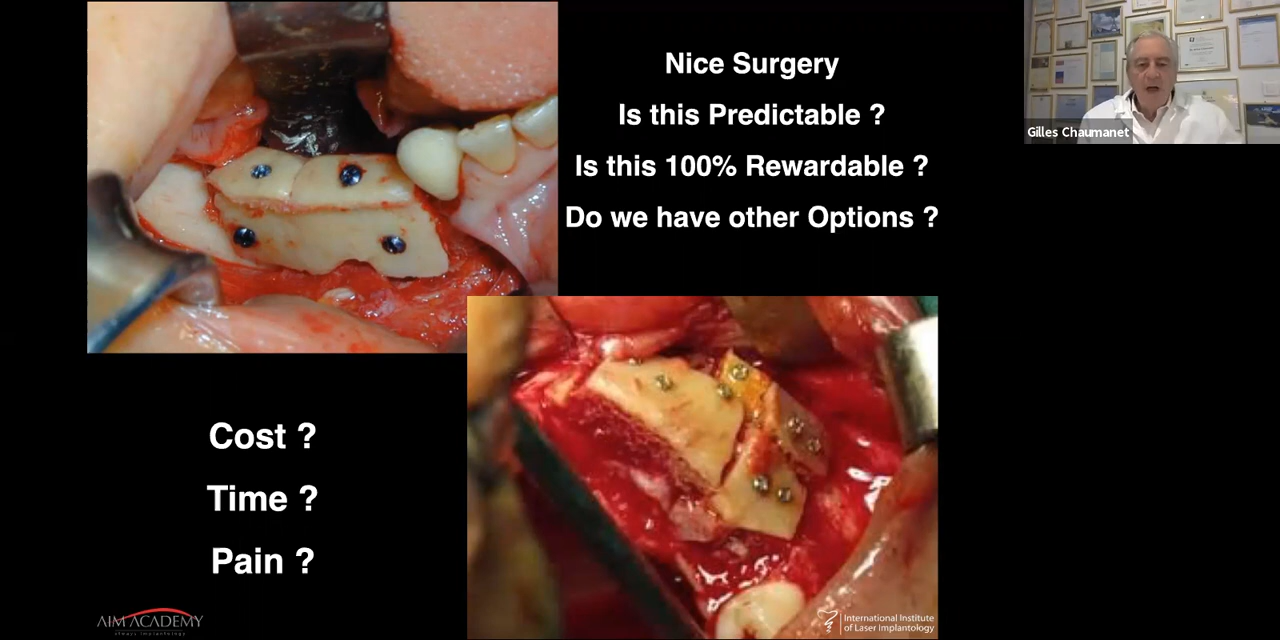 Nice Surgery
Is this Predictable ?
Is this 100% Rewardable ?
Do we have other Options ?
Gilles Chaumanet
Cost ?
Time ?
Pain ?
AIM ACADEMY
International Institute
of Laser Implantology